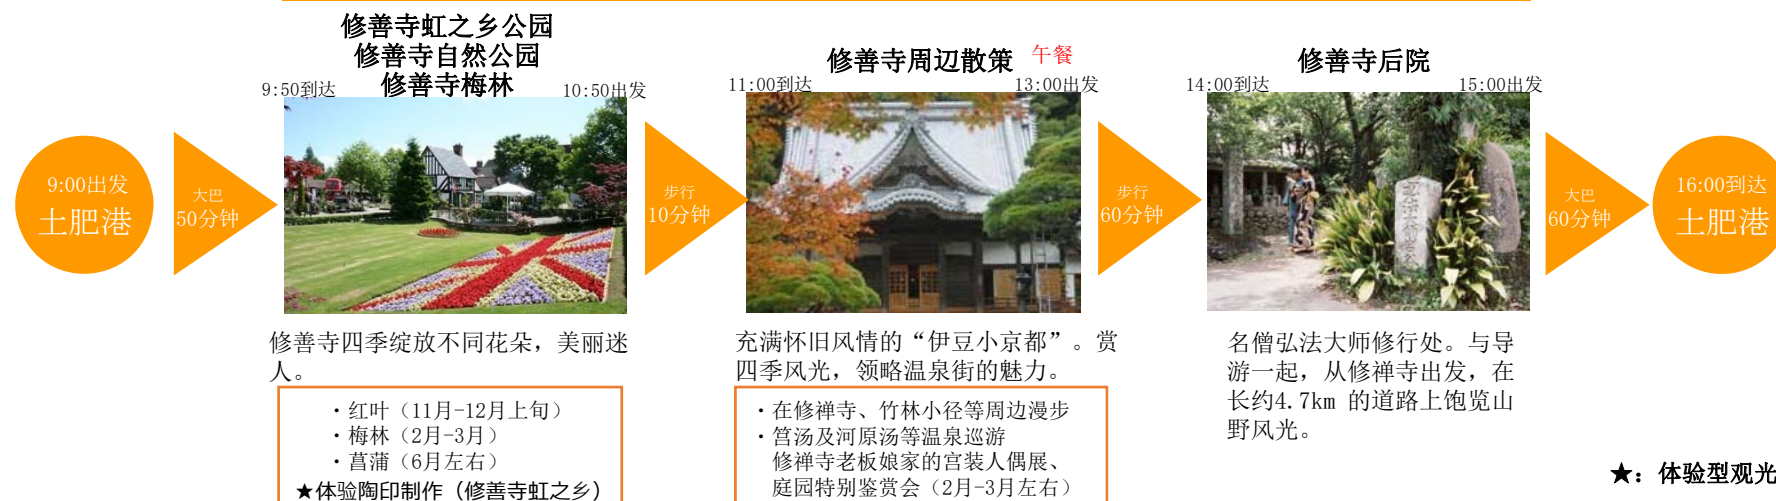 修善寺虹之乡公园
修善寺自然公园
修善寺梅林
9:50到达
10:50出发
修善寺周辺散策 午餐
11:00到达
13:00出发
修善寺后院
14:00到达
15:00出发
9:00出发
土肥港
大巴
50分钟
步行
10分钟
步行
60分钟
大巴
60分钟
16:00到达
土肥港
修善寺四季绽放不同花朵，美丽迷
人。
・红叶（11月-12月上旬）
・梅林（2月-3月）
・菖蒲（6月左右）
★体验陶印制作（修善寺虹之乡）
充满怀旧风情的“伊豆小京都”。赏
四季风光，领略温泉街的魅力。
・在修禅寺、竹林小径等周边漫步
・筥汤及河原汤等温泉巡游
修禅寺老板娘家的宫装人偶展、
庭园特别鉴赏会（2月-3月左右）
名僧弘法大师修行处。与导
游一起，从修禅寺出发，在
长约4.7km 的道路上饱览山
野风光。
★：体验型观光